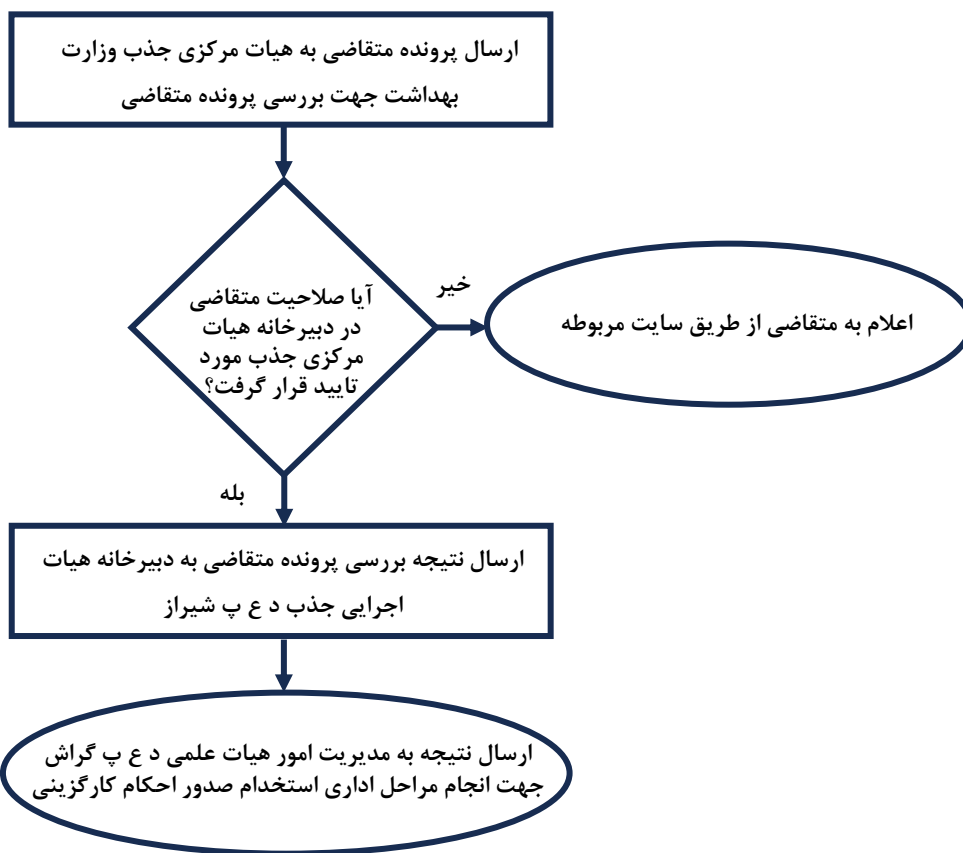 ارسال پرونده متقاضی به هیات مرکزی جذب وزارت
بهداشت جهت بررسی پرونده متقاضی
آیا صلاحیت متقاضی
در دبیرخانه هیات
مرکزی جذب مورد
تایید قرار گرفت؟
خیر
اعلام به متقاضی از طریق سایت مربوطه
بله
ارسال نتیجه بررسی پرونده متقاضی به دبیرخانه هیات
اجرایی جذب د ع پ شیراز
ارسال نتیجه به مدیریت امور هیات علمی د ع پ گراش
جهت انجام مراحل اداری استخدام صدور احکام کارگزینی